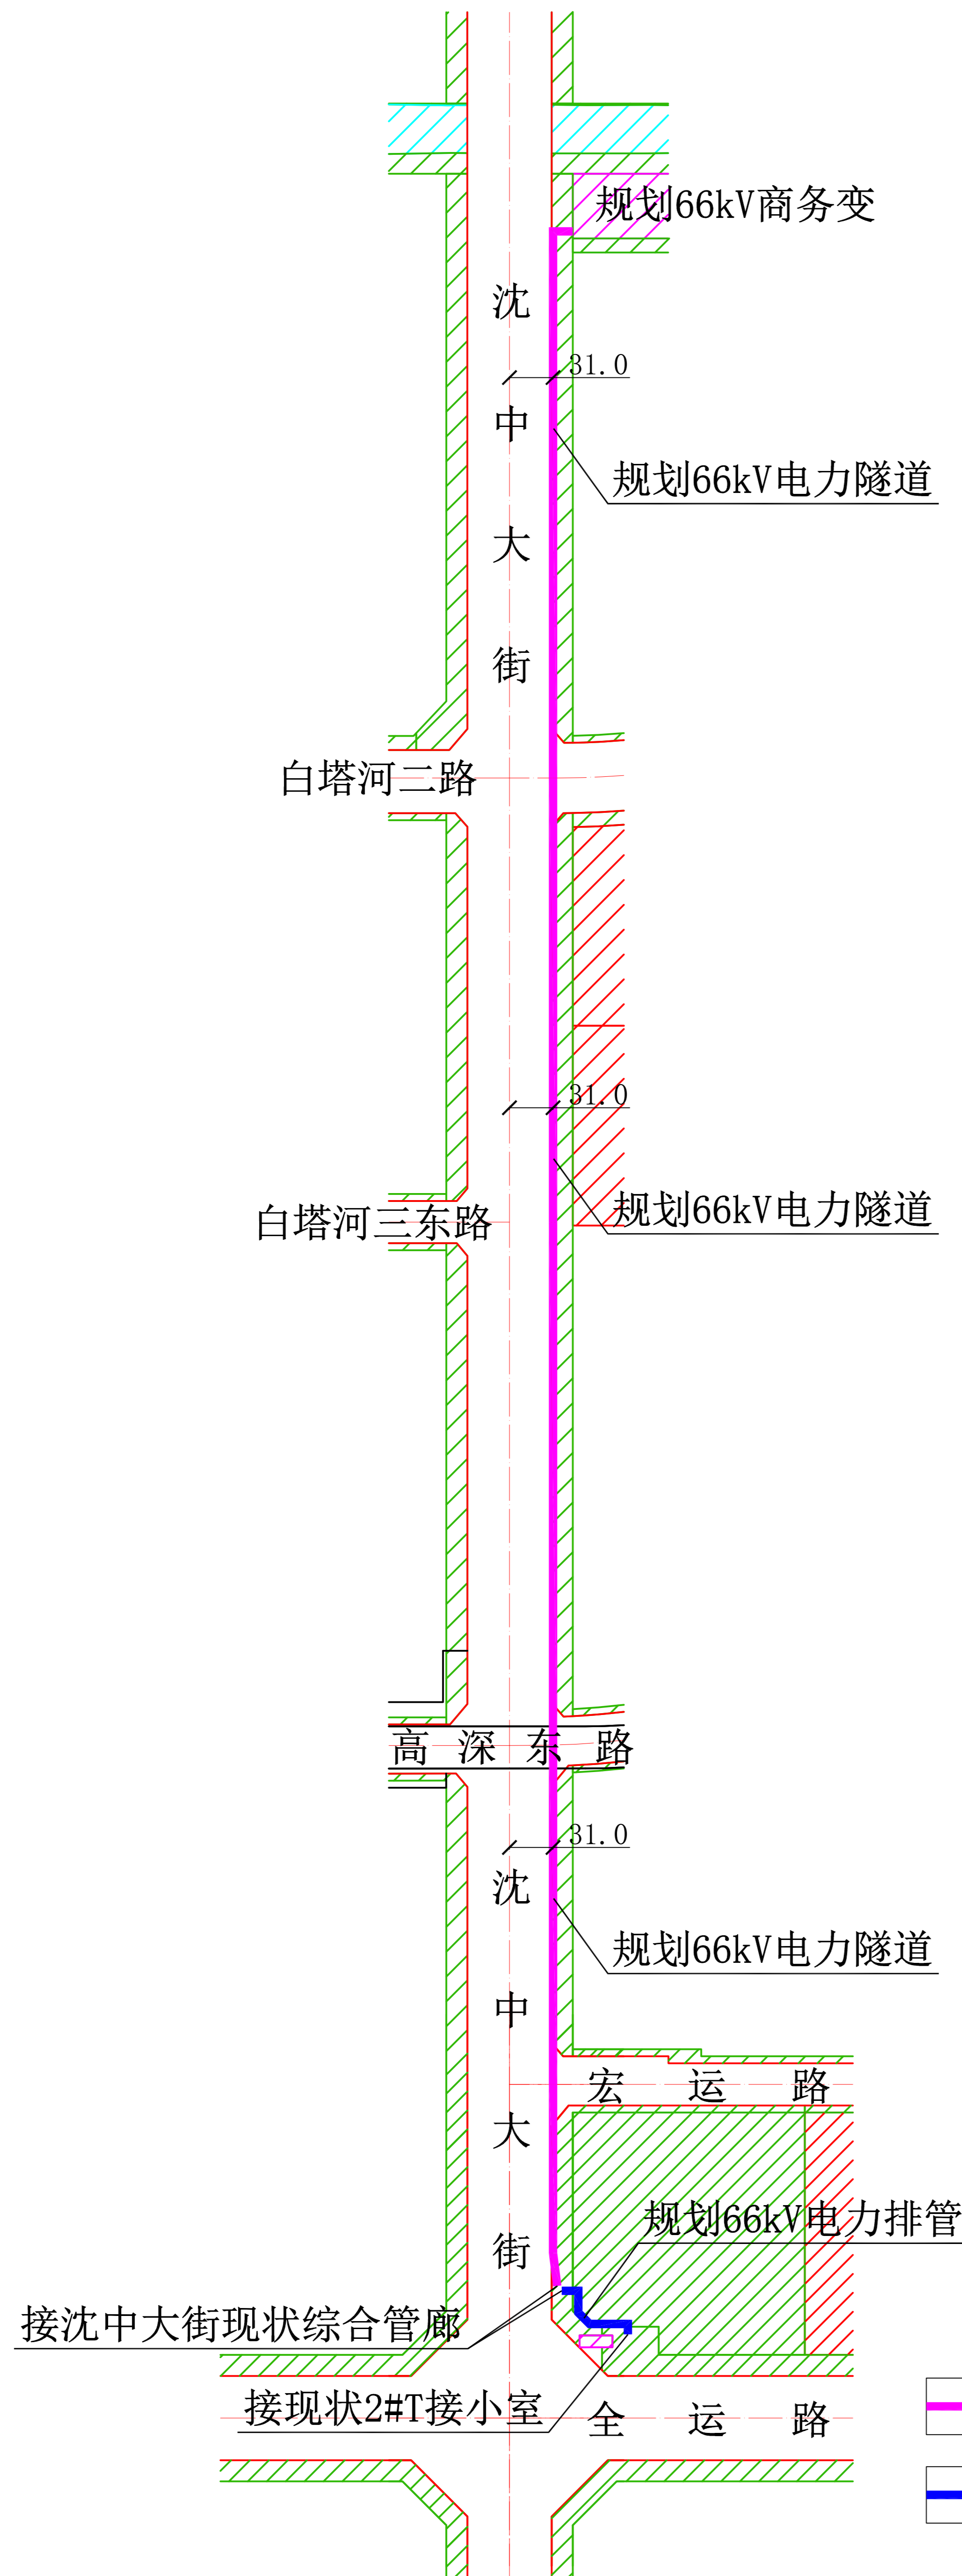 规划66kV商务变
沈中大街
31.0
规划66kV电力隧道
白塔河二路
31.0
规划66kV电力隧道
白塔河三东路
高深东路
31.0
沈中大街
规划66kV电力隧道
宏运路
规划66kV电力排管
接沈中大街现状综合管廊
接现状2#T接小室
全运路